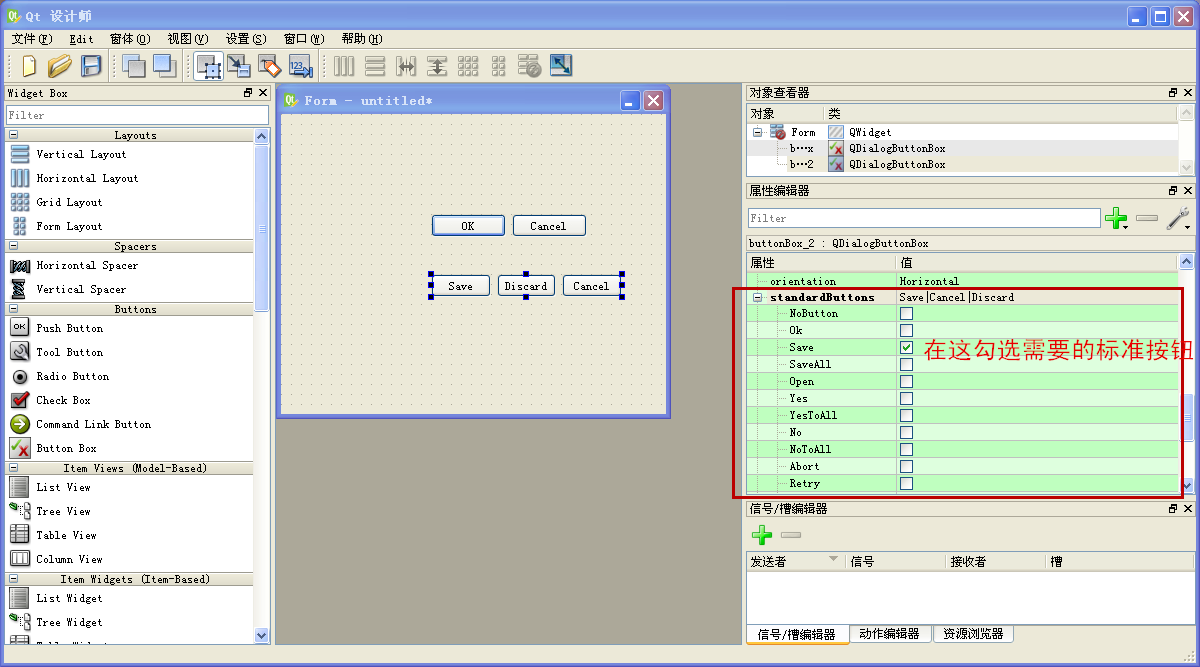 Qt 设计师
文件(F) Edit 窗体(O) 视图(V) 设置(S) 窗口(W) 帮助(H)
123
Widget Box
Filter
Layouts
Vertical Layout
Horizontal Layout
Grid Layout
Form Layout
Spacers
Horizontal Spacer
Vertical Spacer
Buttons
OK Push Button
Tool Button
Radio Button
Check Box
Command Link Button
Button Box
Item Views (Model-Based)
List View
Tree View
Table View
Column View
Item Widgets (Item-Based)
List Widget
Tree Widget
Form - untitled*
OK Cancel
Save Discard Cancel
对象查看器
对象 类
Form QWidget
b···x QDialogButtonBox
b···2 QDialogButtonBox
属性编辑器
Filter
buttonBox_2 : QDialogButtonBox
属性 值
orientation Horizontal
standardButtons Save|Cancel|Discard
NoButton
Ok
Save
在这勾选需要的标准按钮
SaveAll
Open
Yes
YesToAll
No
NoToAll
Abort
Retry
信号/槽编辑器
发送者 信号 接收者 槽
信号/槽编辑器 动作编辑器 资源浏览器